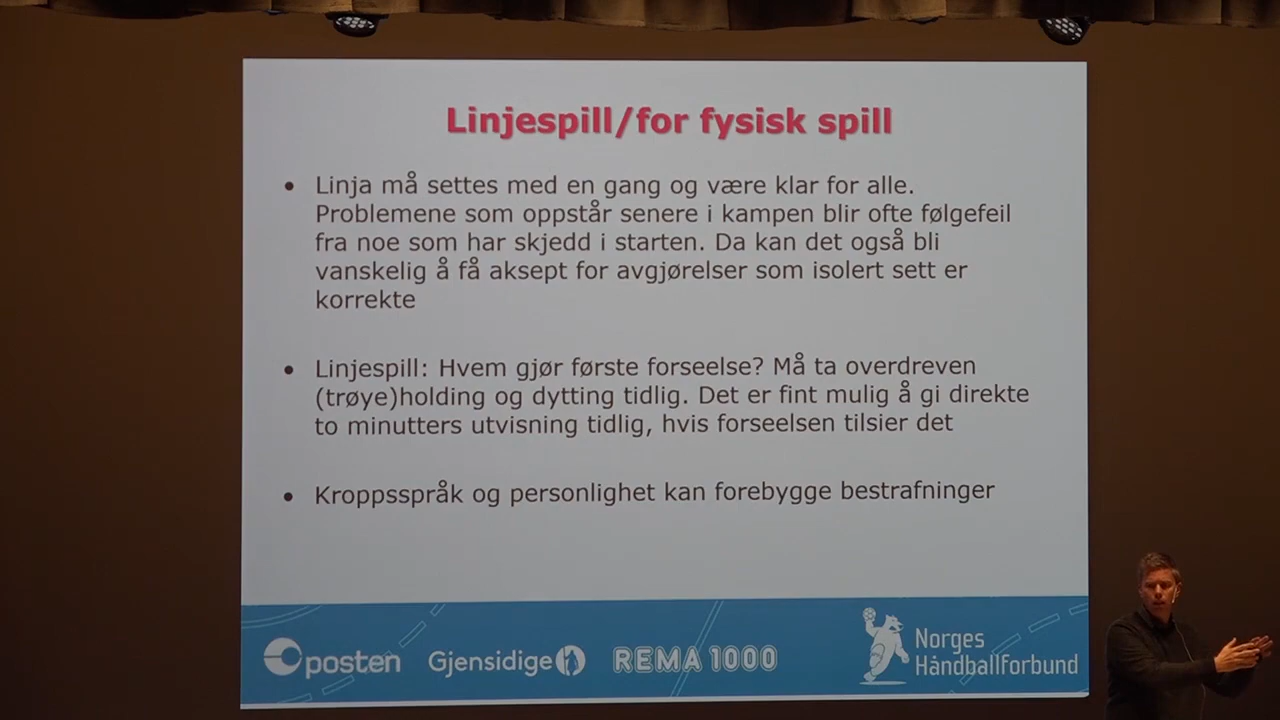 Linjespill/for fysisk spill
• Linja må settes med en gang og være klar for alle.
Problemene som oppstår senere i kampen blir ofte følgefeil
fra noe som har skjedd i starten. Da kan det også bli
vanskelig å få aksept for avgjørelser som isolert sett er
korrekte
• Linjespill: Hvem gjør første forseelse? Må ta overdreven
(trøye)holding og dytting tidlig. Det er fint mulig å gi direkte
to minutters utvisning tidlig, hvis forseelsen tilsier det
• Kroppsspråk og personlighet kan forebygge bestrafninger
posten Gjensidige REMA 1000 Norges
Håndballforbund